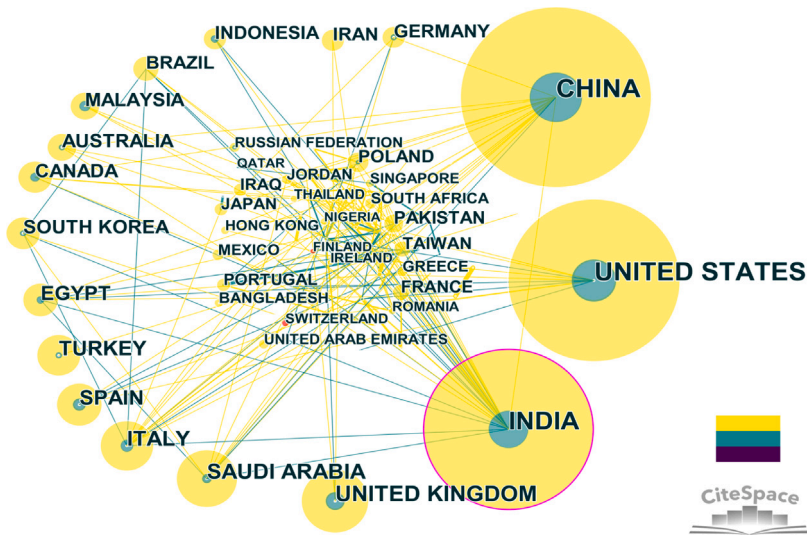 INDONESIA
IRAN
GERMANY
BRAZIL
CHINA
MALAYSIA
AUSTRALIA
RUSSIAN FEDERATION
POLAND
QATAR
CANADA
JORDAN
SINGAPORE
IRAQ
THAILAND
SOUTH AFRICA
JAPAN
NIGERIA
PAKISTAN
SOUTH KOREA
HONG KONG
FINLAND
TAIWAN
MEXICO
IRELAND
GREECE
UNITED STATES
PORTUGAL
FRANCE
EGYPT
BANGLADESH
ROMANIA
SWITZERLAND
UNITED ARAB EMIRATES
TURKEY
SPAIN
INDIA
ITALY
SAUDI ARABIA
UNITED KINGDOM
CiteSpace